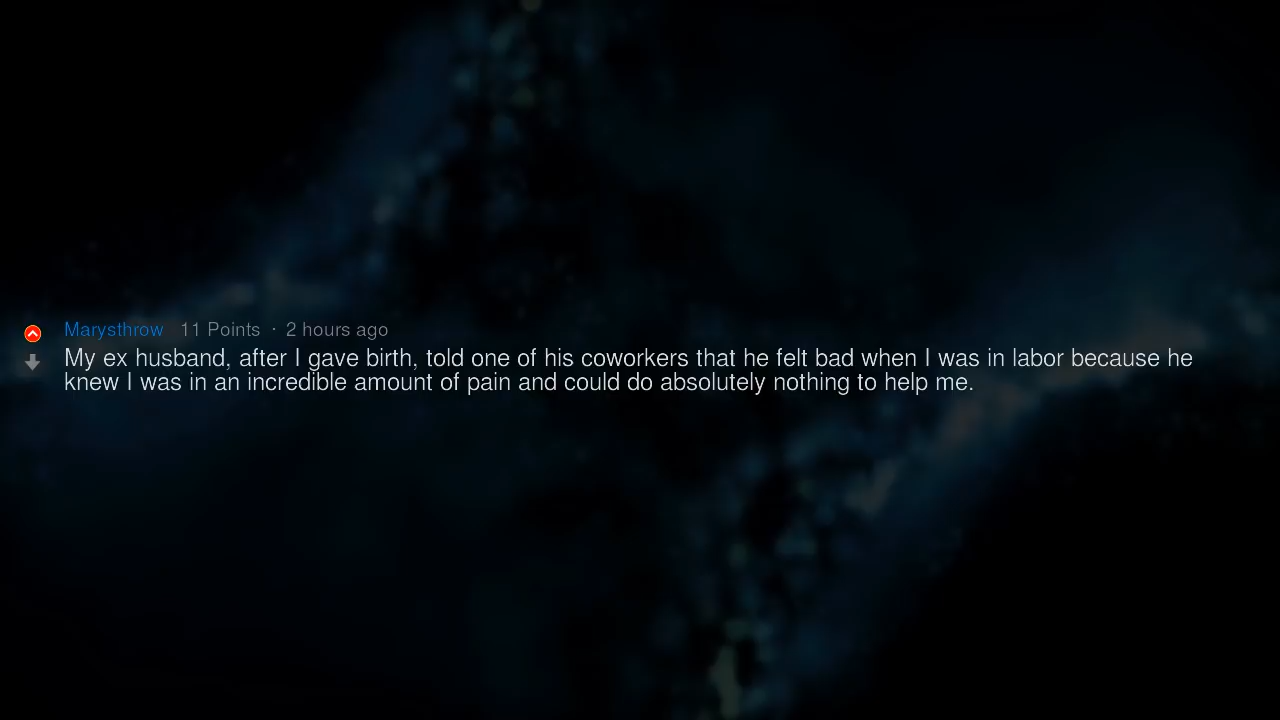 Marysthrow 11 Points · 2 hours ago
My ex husband, after I gave birth, told one of his coworkers that he felt bad when I was in labor because he
knew I was in an incredible amount of pain and could do absolutely nothing to help me.